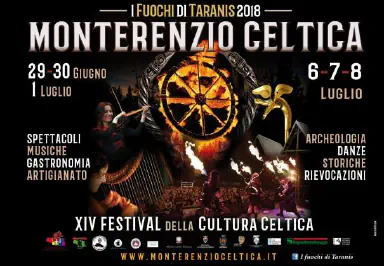 I FUOCHI DI TARANIS 2018
MONTERENZIO CELTICA
29-30 GIUGNO
1 LUGLIO
6-7-8
LUGLIO
SPETTACOLI
MUSICHE
GASTRONOMIA
ARTIGIANATO
ARCHEOLOGIA
DANZE
STORICHE
RIEVOCAZIONI
XIV FESTIVAL DELLA CULTURA CELTICA
WWW.MONTERENZIOCELTICA.IT
I fuochi di Taranis